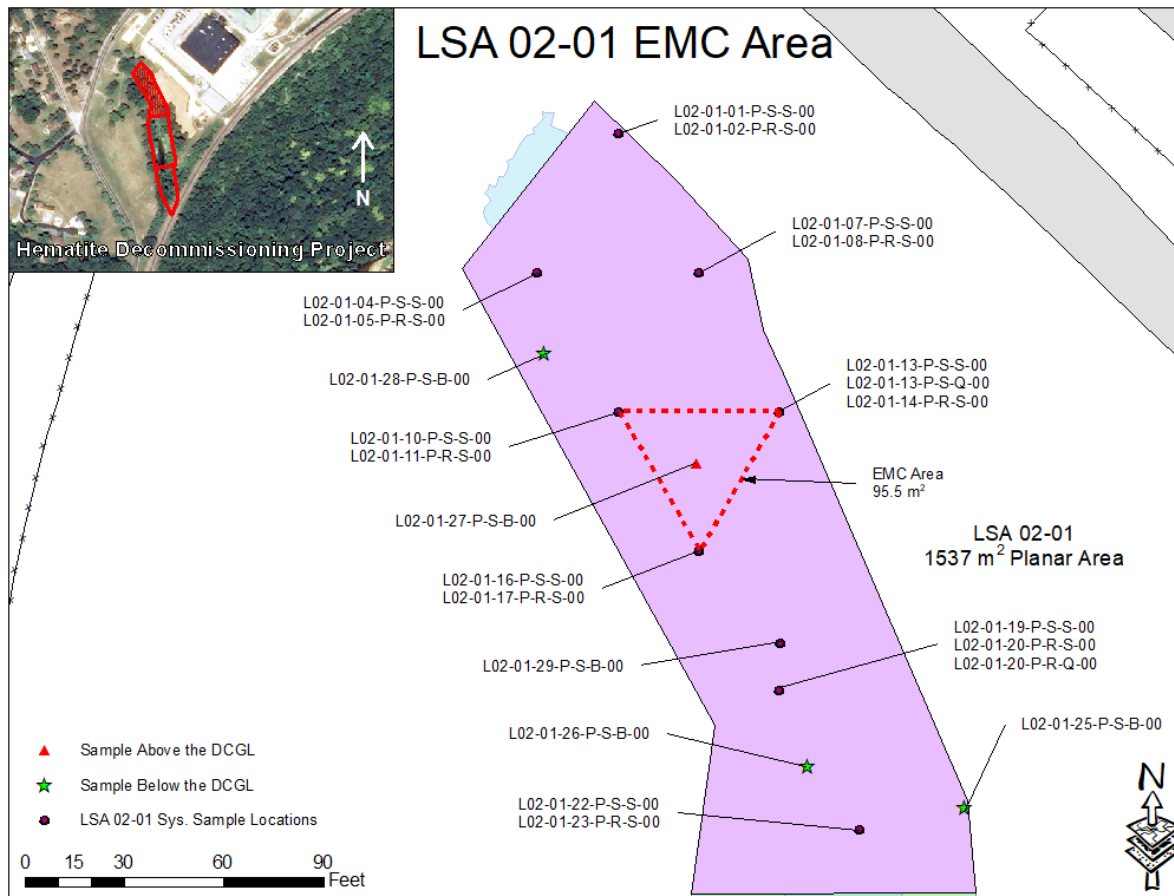 LSA 02-01 EMC Area
N
Hematite Decommissioning Project
L02-01-01-P-S-S-00
L02-01-02-P-R-S-00
L02-01-07-P-S-S-00
L02-01-08-P-R-S-00
L02-01-04-P-S-S-00
L02-01-05-P-R-S-00
L02-01-28-P-S-B-00
L02-01-13-P-S-S-00
L02-01-13-P-S-Q-00
L02-01-14-P-R-S-00
L02-01-10-P-S-S-00
L02-01-11-P-R-S-00
EMC Area
95.5 m²
L02-01-27-P-S-B-00
LSA 02-01
1537 m² Planar Area
L02-01-16-P-S-S-00
L02-01-17-P-R-S-00
L02-01-19-P-S-S-00
L02-01-20-P-R-S-00
L02-01-20-P-R-Q-00
L02-01-29-P-S-B-00
L02-01-25-P-S-B-00
L02-01-26-P-S-B-00
L02-01-22-P-S-S-00
L02-01-23-P-R-S-00
Sample Above the DCGL
Sample Below the DCGL
LSA 02-01 Sys. Sample Locations
0 15 30 60 90
Feet
N